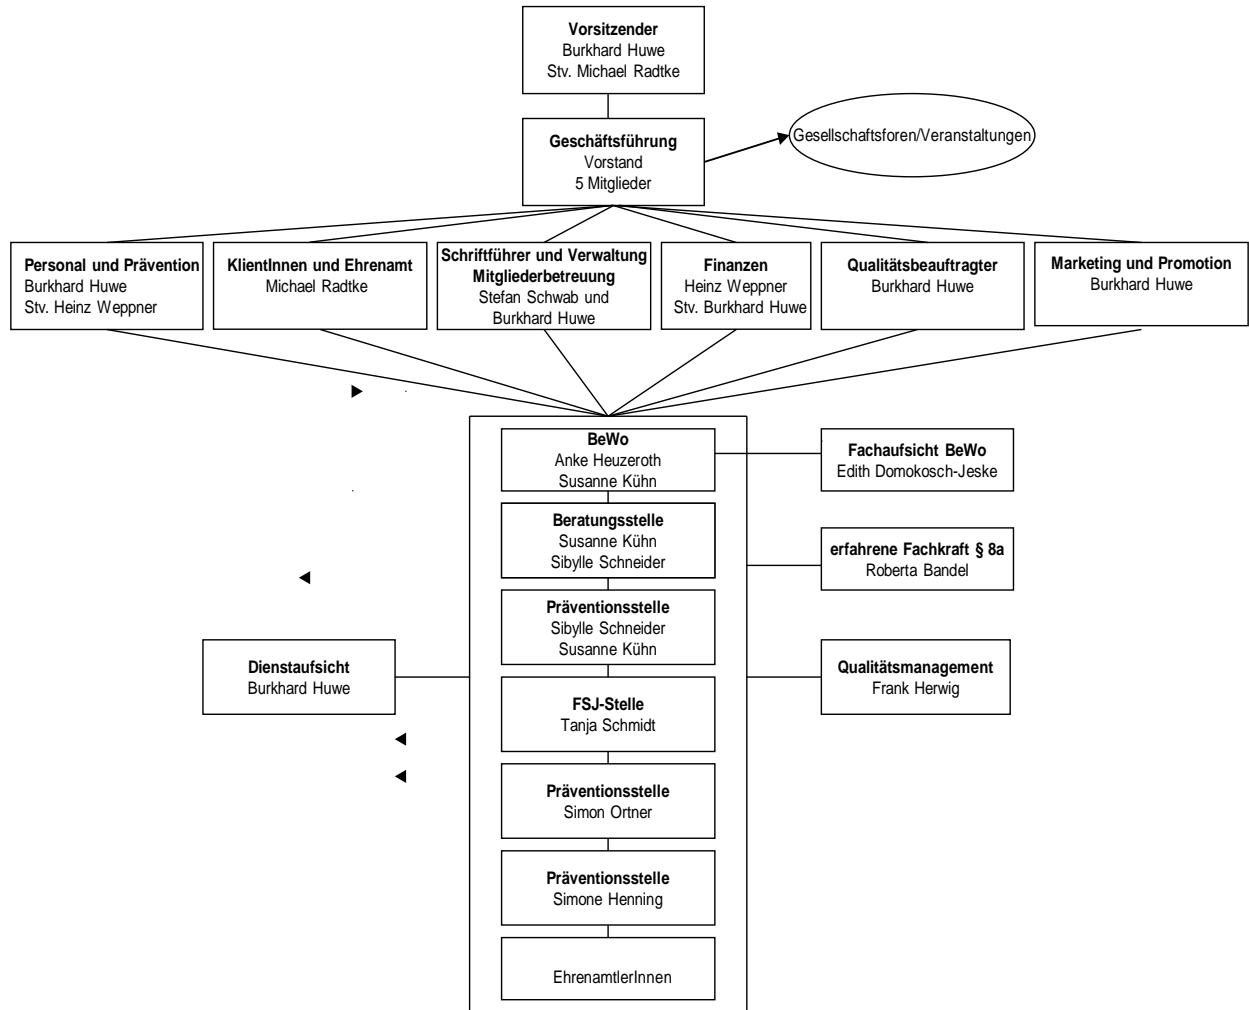 Vorsitzender
Burkhard Huwe
Stv. Michael Radtke
Geschäftsführung
Vorstand
5 Mitglieder
Gesellschaftsforen/Veranstaltungen
Personal und Prävention
Burkhard Huwe
Stv. Heinz Weppner
KlientInnen und Ehrenamt
Michael Radtke
Schriftführer und Verwaltung
Mitgliederbetreuung
Stefan Schwab und
Burkhard Huwe
Finanzen
Heinz Weppner
Stv. Burkhard Huwe
Qualitätsbeauftragter
Burkhard Huwe
Marketing und Promotion
Burkhard Huwe
BeWo
Anke Heuzeroth
Susanne Kühn
Fachaufsicht BeWo
Edith Domokosch-Jeske
Beratungsstelle
Susanne Kühn
Sibylle Schneider
erfahrene Fachkraft § 8a
Roberta Bandel
Präventionsstelle
Sibylle Schneider
Susanne Kühn
Dienstaufsicht
Burkhard Huwe
Qualitätsmanagement
Frank Herwig
FSJ-Stelle
Tanja Schmidt
Präventionsstelle
Simon Ortner
Präventionsstelle
Simone Henning
EhrenamtlerInnen